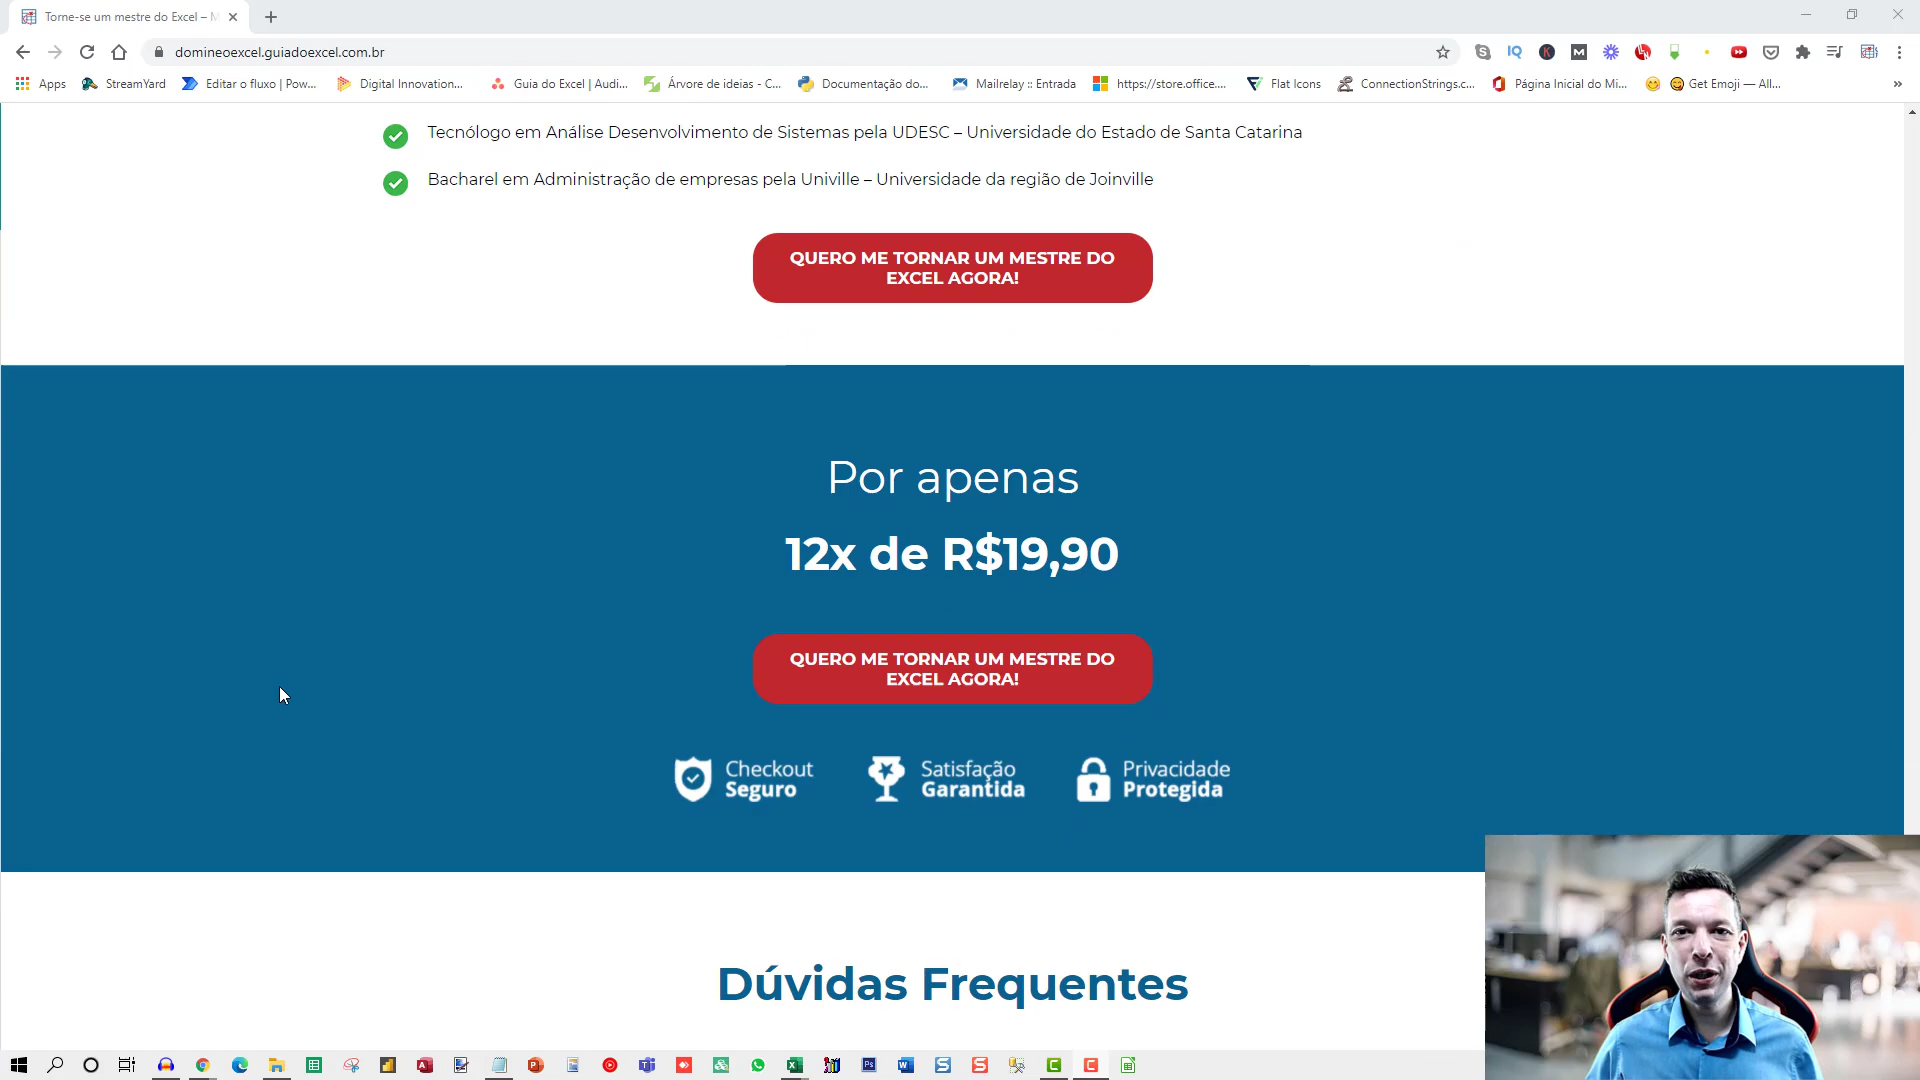 Torne-se um mestre do Excel – M
domineoexcel.guiadoexcel.com.br
Apps
StreamYard
Editar o fluxo | Pow...
Digital Innovation...
Guia do Excel | Audi...
Árvore de ideias - C...
Documentação do...
Mailrelay :: Entrada
https://store.office....
Flat Icons
ConnectionStrings.c...
Página Inicial do Mi...
Get Emoji — All...
Tecnólogo em Análise Desenvolvimento de Sistemas pela UDESC – Universidade do Estado de Santa Catarina
Bacharel em Administração de empresas pela Univille – Universidade da região de Joinville
QUERO ME TORNAR UM MESTRE DO
EXCEL AGORA!
Por apenas
12x de R$19,90
QUERO ME TORNAR UM MESTRE DO
EXCEL AGORA!
Checkout
Seguro
Satisfação
Garantida
Privacidade
Protegida
Dúvidas Frequentes